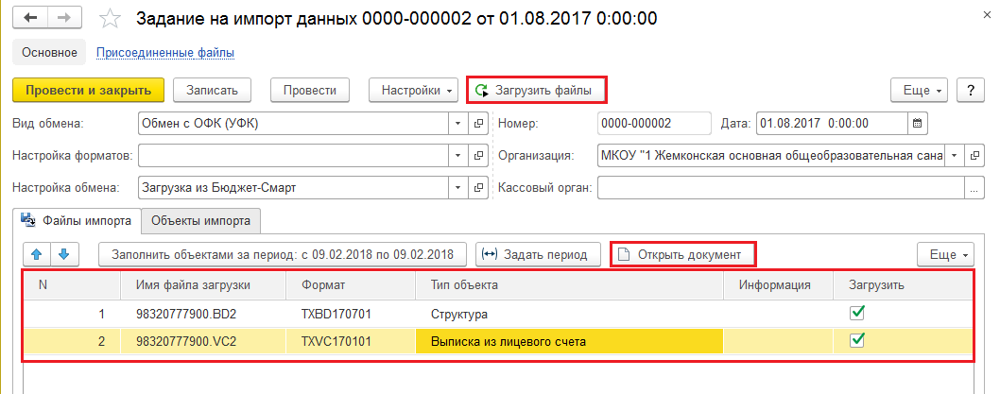 Задание на импорт данных 0000-000002 от 01.08.2017 0:00:00
Основное Присоединенные файлы
Провести и закрыть Записать Провести Настройки Загрузить файлы Еще ?
Вид обмена: Обмен с ОФК (УФК) Номер: 0000-000002 Дата: 01.08.2017 0:00:00
Настройка форматов: Организация: МКОУ "1 Жемконская основная общеобразовательная сана
Настройка обмена: Загрузка из Бюджет-Смарт Кассовый орган: ...
Файлы импорта Объекты импорта
Заполнить объектами за период: с 09.02.2018 по 09.02.2018 Задать период Открыть документ Еще
N Имя файла загрузки Формат Тип объекта Информация Загрузить
1 98320777900.BD2 TXBD170701 Структура
2 98320777900.VC2 TXVC170101 Выписка из лицевого счета